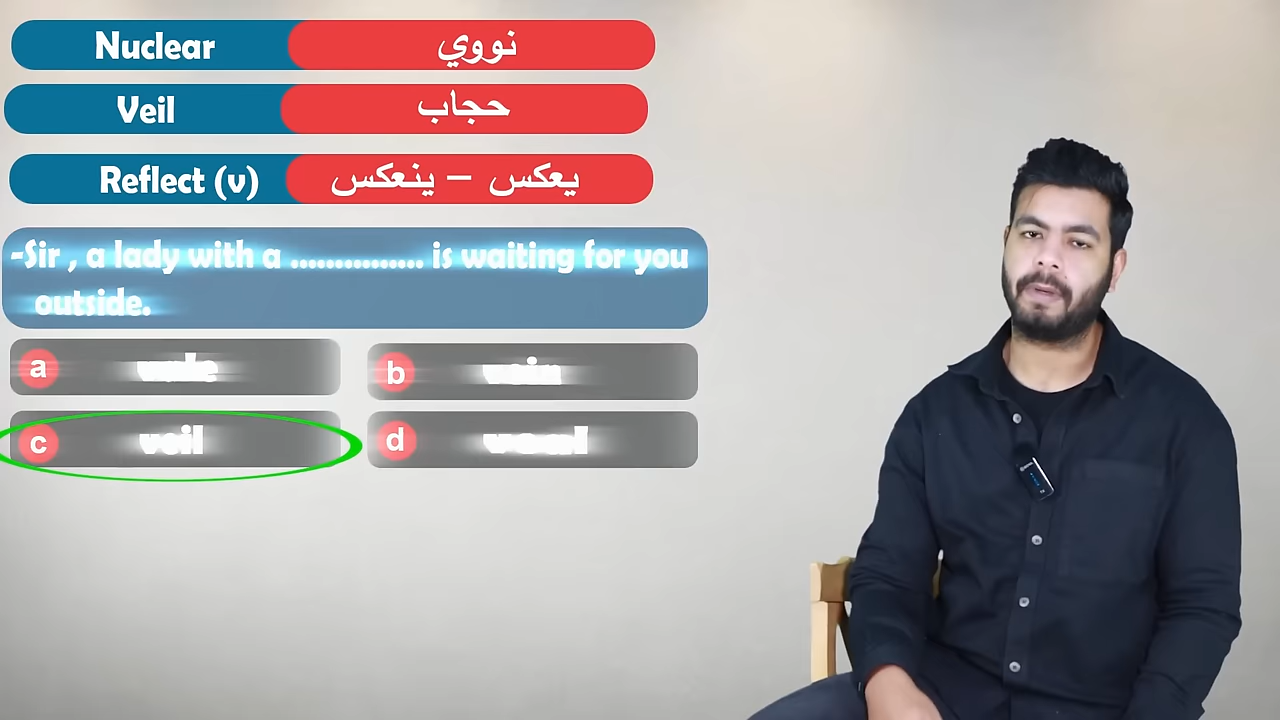 Nuclear نووي
Veil حجاب
Reflect (v) يعكس – ينعكس
-Sir , a lady with a ............... is waiting for you
outside.
a
b
c veil
d